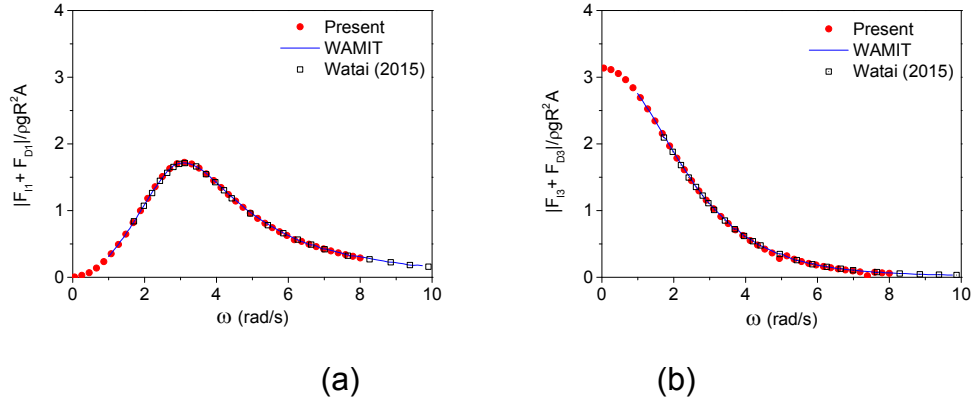 4
3
2
1
0
|F_I1 + F_D1|/ρgR²A
Present
WAMIT
Watai (2015)
0 2 4 6 8 10
ω (rad/s)
(a)
4
3
2
1
0
|F_I3 + F_D3|/ρgR²A
Present
WAMIT
Watai (2015)
0 2 4 6 8 10
ω (rad/s)
(b)